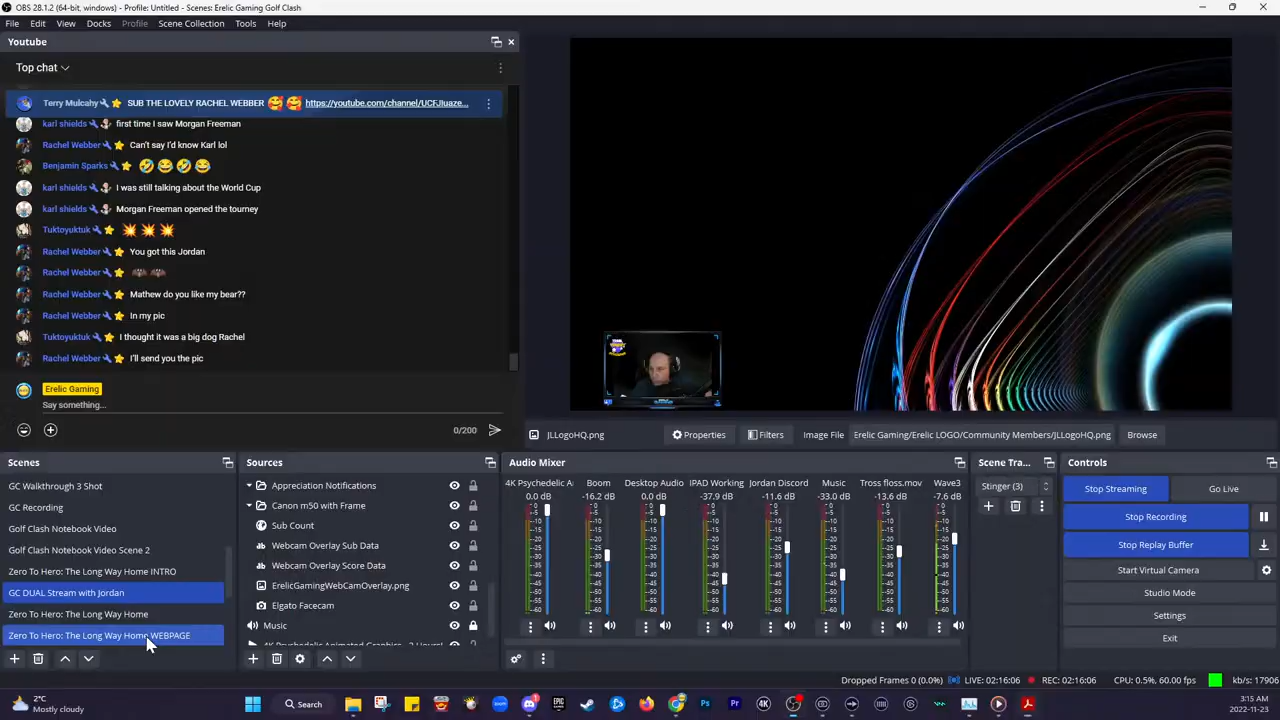 OBS 28.1.2 (64-bit, windows) - Profile: Untitled - Scenes: Erelic Gaming Golf Clash
File Edit View Docks Profile Scene Collection Tools Help
Youtube
Top chat
Terry Mulcahy SUB THE LOVELY RACHEL WEBBER 🥰 🥰 https://youtube.com/channel/UCFJIuaze...
karl shields first time I saw Morgan Freeman
Rachel Webber Can't say I'd know Karl lol
Benjamin Sparks 🤣 😂 🤣 😂
karl shields I was still talking about the World Cup
karl shields Morgan Freeman opened the tourney
Tuktoyuktuk 💥 💥 💥
Rachel Webber You got this Jordan
Rachel Webber 🦇 🦇
Rachel Webber Mathew do you like my bear??
Rachel Webber In my pic
Tuktoyuktuk I thought it was a big dog Rachel
Rachel Webber I'll send you the pic
Erelic Gaming
Say something...
0/200
JLLogoHQ.png Properties Filters Image File Erelic Gaming/Erelic LOGO/Community Members/JLLogoHQ.png Browse
Scenes
GC Walkthrough 3 Shot
GC Recording
Golf Clash Notebook Video
Golf Clash Notebook Video Scene 2
Zero To Hero: The Long Way Home INTRO
GC DUAL Stream with Jordan
Zero To Hero: The Long Way Home
Zero To Hero: The Long Way Home WEBPAGE
Sources
Appreciation Notifications
Canon m50 with Frame
Sub Count
Webcam Overlay Sub Data
Webcam Overlay Score Data
ErelicGamingWebCamOverlay.png
Elgato Facecam
Music
Audio Mixer
4K Psychedelic A Boom Desktop Audio IPAD Working Jordan Discord Music Tross floss.mov Wave3
0.0 dB -16.2 dB 0.0 dB -37.9 dB -11.6 dB -33.0 dB -13.6 dB -7.6 dB
Scene Tra...
Stinger (3)
Controls
Stop Streaming Go Live
Stop Recording
Stop Replay Buffer
Start Virtual Camera
Studio Mode
Settings
Exit
Dropped Frames 0 (0.0%) LIVE: 02:16:06 REC: 02:16:06 CPU: 0.5%, 60.00 fps kb/s: 17906
2°C
Mostly cloudy
Search
3:15 AM
2022-11-23